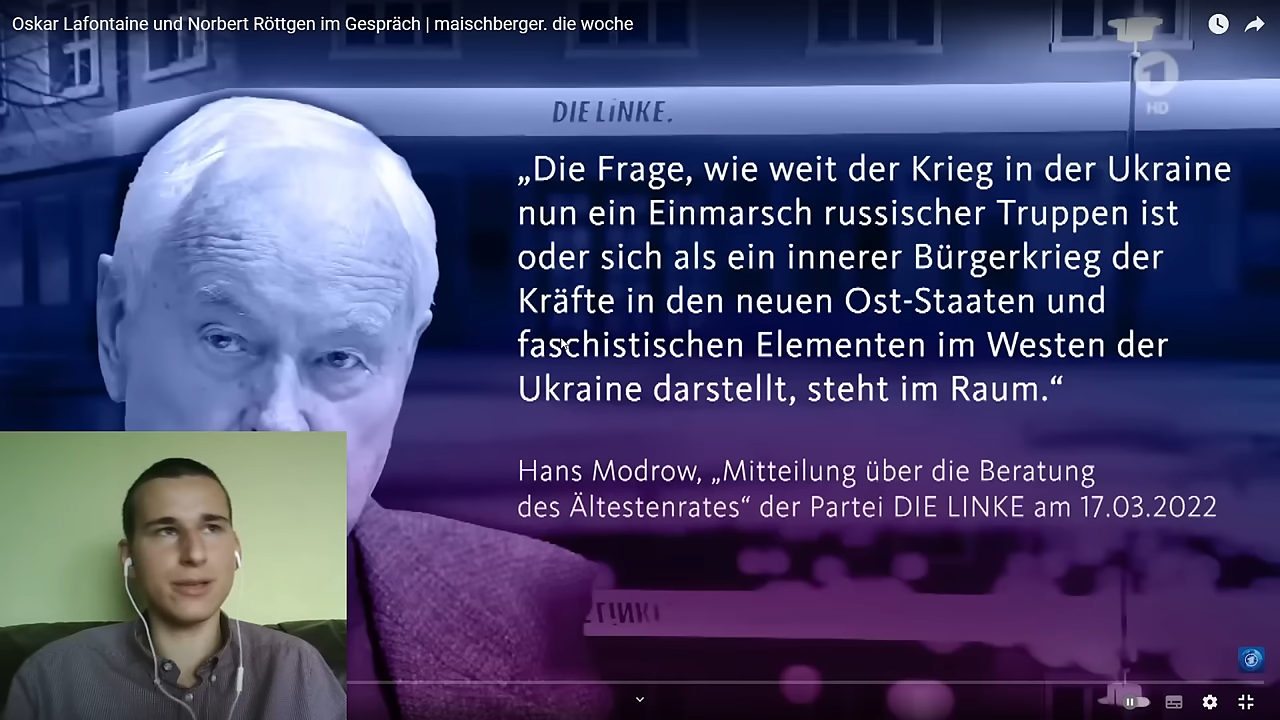 Oskar Lafontaine und Norbert Röttgen im Gespräch | maischberger. die woche
1
HD
DIE LiNKE.
„Die Frage, wie weit der Krieg in der Ukraine
nun ein Einmarsch russischer Truppen ist
oder sich als ein innerer Bürgerkrieg der
Kräfte in den neuen Ost-Staaten und
faschistischen Elementen im Westen der
Ukraine darstellt, steht im Raum.“
Hans Modrow, „Mitteilung über die Beratung
des Ältestenrates“ der Partei DIE LINKE am 17.03.2022